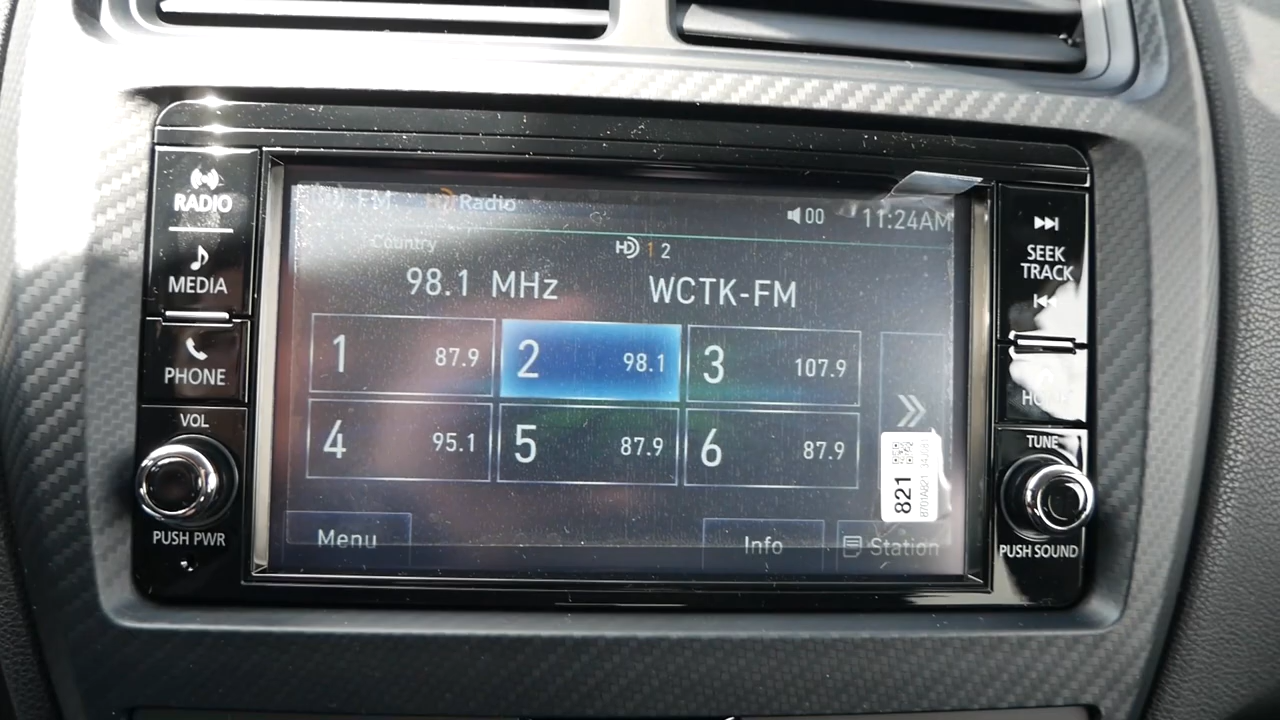 RADIO
MEDIA
PHONE
VOL
PUSH PWR
FM HD Radio
00 11:24AM
Country
HD 1 2
98.1 MHz WCTK-FM
1 87.9 2 98.1 3 107.9
4 95.1 5 87.9 6 87.9
Menu Info Station
821
SEEK
TRACK
HOME
TUNE
PUSH SOUND